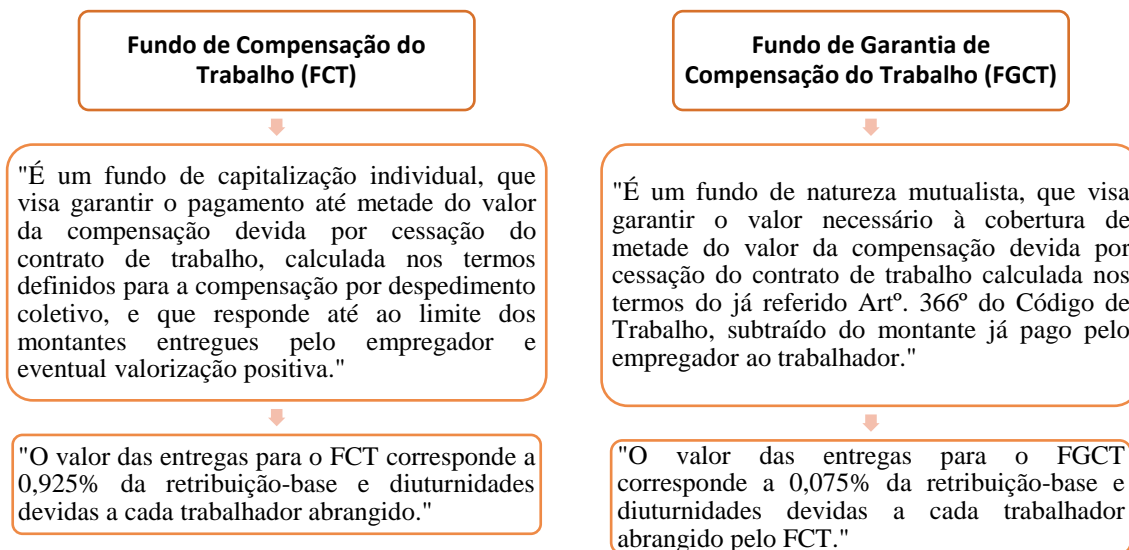 Fundo de Compensação do
Trabalho (FCT)
"É um fundo de capitalização individual, que
visa garantir o pagamento até metade do valor
da compensação devida por cessação do
contrato de trabalho, calculada nos termos
definidos para a compensação por despedimento
coletivo, e que responde até ao limite dos
montantes entregues pelo empregador e
eventual valorização positiva."
"O valor das entregas para o FCT corresponde a
0,925% da retribuição-base e diuturnidades
devidas a cada trabalhador abrangido."
Fundo de Garantia de
Compensação do Trabalho (FGCT)
"É um fundo de natureza mutualista, que visa
garantir o valor necessário à cobertura de
metade do valor da compensação devida por
cessação do contrato de trabalho calculada nos
termos do já referido Artº. 366º do Código de
Trabalho, subtraído do montante já pago pelo
empregador ao trabalhador."
"O valor das entregas para o FGCT
corresponde a 0,075% da retribuição-base e
diuturnidades devidas a cada trabalhador
abrangido pelo FCT."